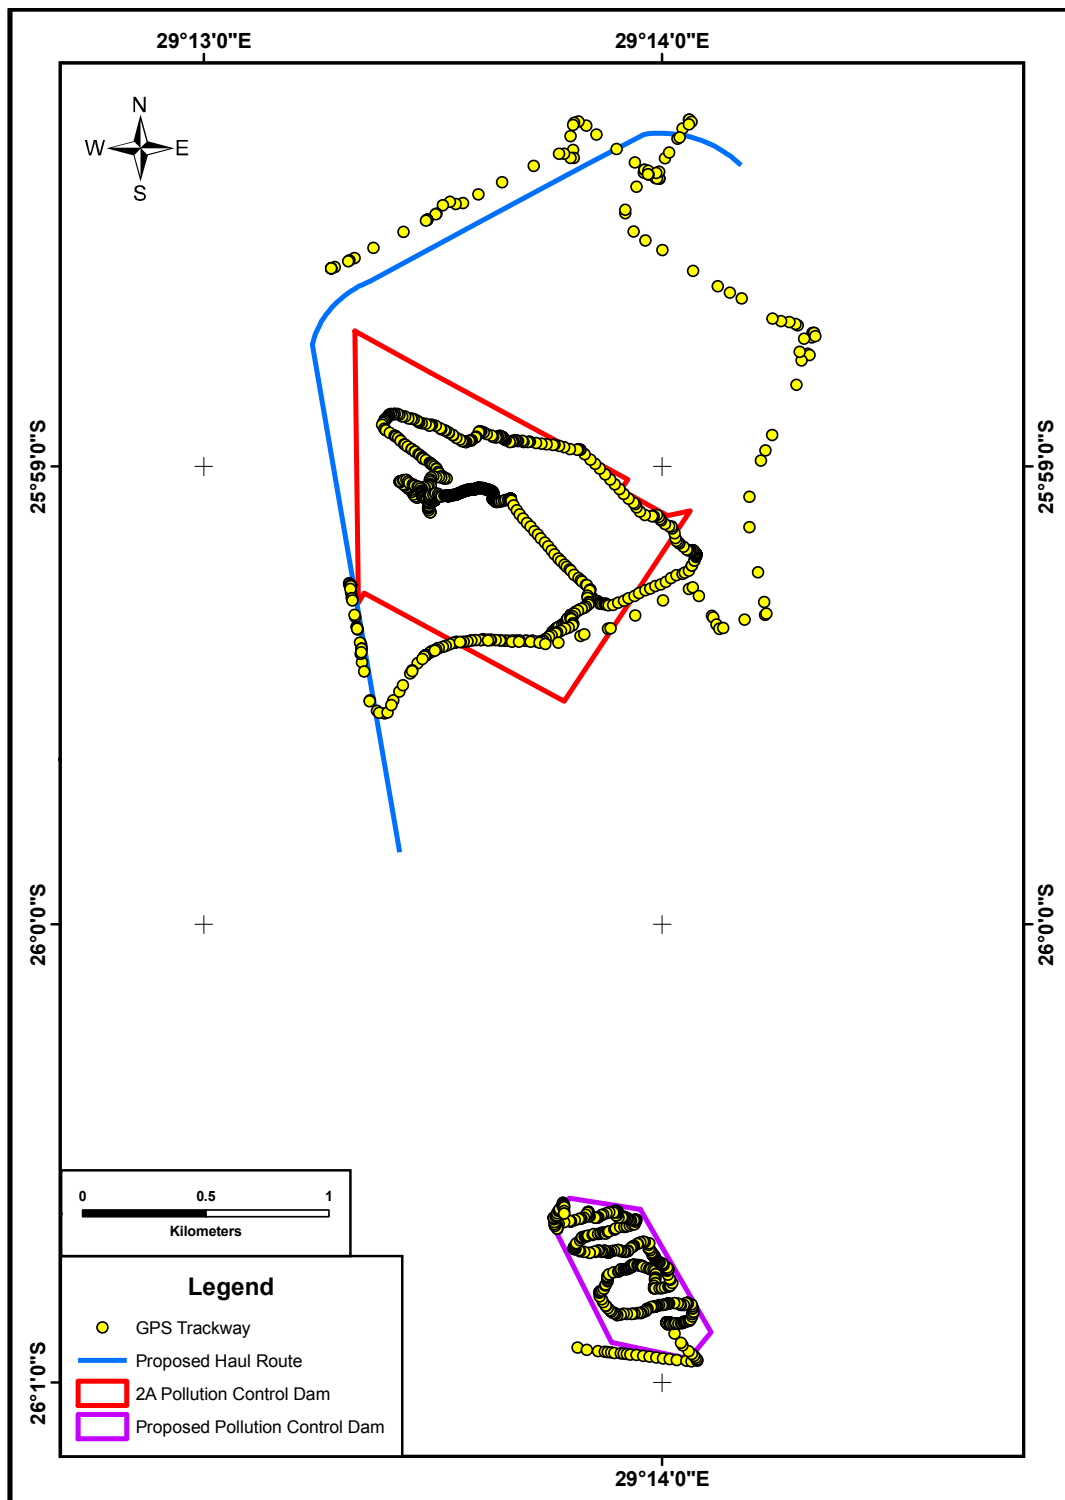 29°13'0"E 29°14'0"E
N
W E
S
25°59'0"S 25°59'0"S
26°0'0"S 26°0'0"S
0 0.5 1
Kilometers
Legend
GPS Trackway
Proposed Haul Route
2A Pollution Control Dam
Proposed Pollution Control Dam
26°1'0"S
29°14'0"E